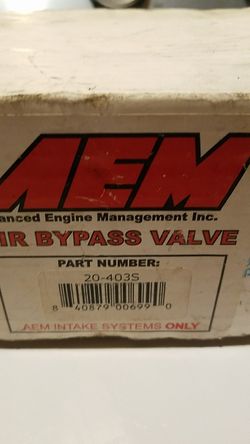 AEM
anced Engine Management Inc.
IR BYPASS VALVE
PART NUMBER:
20-403S
8 40879 00699 0
AEM INTAKE SYSTEMS ONLY